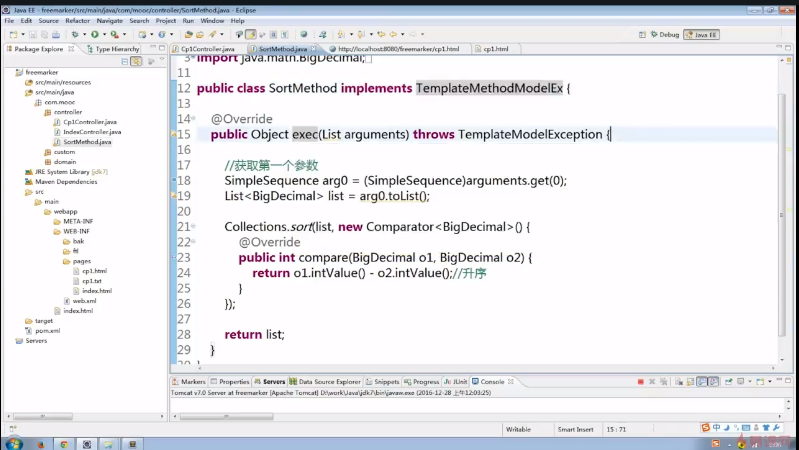 Java EE - freemarker/src/main/java/com/mooc/controller/SortMethod.java - Eclipse
File Edit Source Refactor Navigate Search Project Run Window Help
Debug Java EE
Package Explorer Type Hierarchy
Cp1Controller.java SortMethod.java http://localhost:8080/freemarker/cp1.html cp1.html
freemarker
src/main/resources
src/main/java
com.mooc
controller
Cp1Controller.java
IndexController.java
SortMethod.java
custom
domain
JRE System Library [jdk7]
Maven Dependencies
src
main
webapp
META-INF
WEB-INF
bak
ftl
pages
cp1.html
cp1.txt
index.html
web.xml
index.html
target
pom.xml
Servers
3 import java.math.BigDecimal;
11
12 public class SortMethod implements TemplateMethodModelEx {
13
14 @Override
15 public Object exec(List arguments) throws TemplateModelException {
16
17 //获取第一个参数
18 SimpleSequence arg0 = (SimpleSequence)arguments.get(0);
19 List<BigDecimal> list = arg0.toList();
20
21 Collections.sort(list, new Comparator<BigDecimal>() {
22 @Override
23 public int compare(BigDecimal o1, BigDecimal o2) {
24 return o1.intValue() - o2.intValue();//升序
25 }
26 });
27
28 return list;
29 }
30 }
Markers Properties Servers Data Source Explorer Snippets Progress JUnit Console
Tomcat v7.0 Server at freemarker [Apache Tomcat] D:\work\Java\jdk7\bin\javaw.exe (2016-12-28 上午12:03:25)
Writable Smart Insert 15 : 71
中